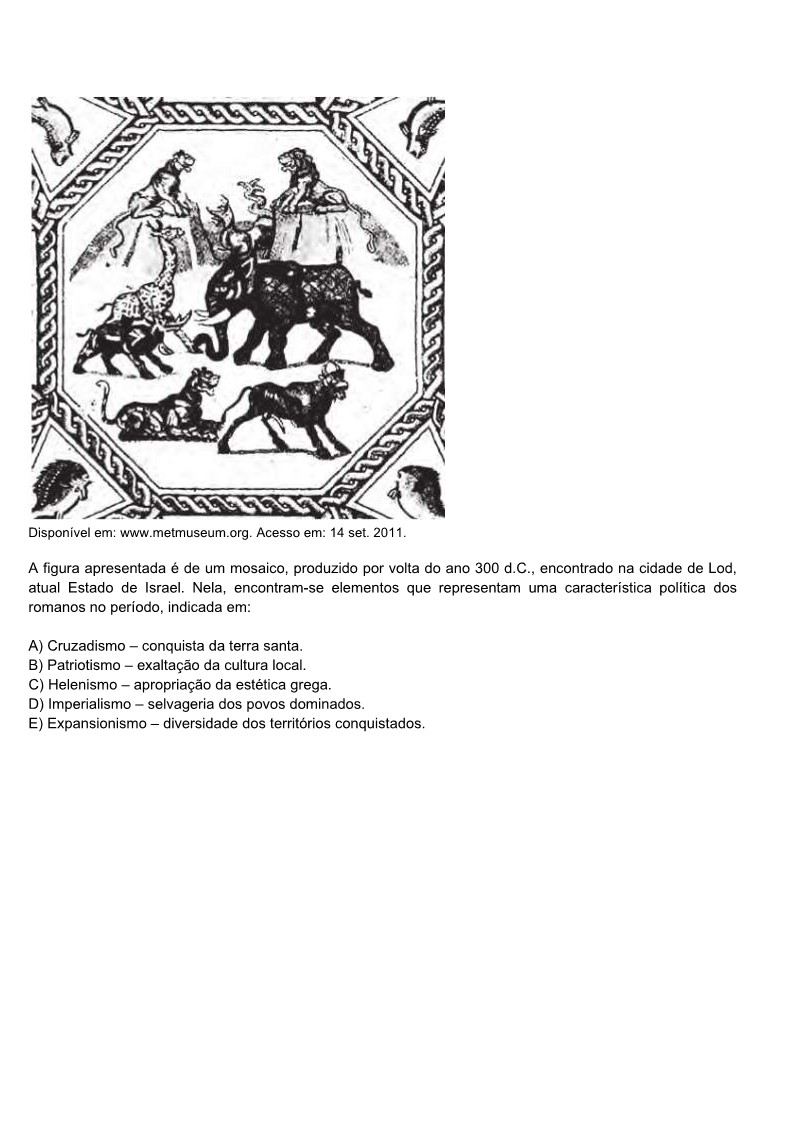 Disponível em: www.metmuseum.org. Acesso em: 14 set. 2011.
A figura apresentada é de um mosaico, produzido por volta do ano 300 d.C., encontrado na cidade de Lod,
atual Estado de Israel. Nela, encontram-se elementos que representam uma característica política dos
romanos no período, indicada em:
A) Cruzadismo – conquista da terra santa.
B) Patriotismo – exaltação da cultura local.
C) Helenismo – apropriação da estética grega.
D) Imperialismo – selvageria dos povos dominados.
E) Expansionismo – diversidade dos territórios conquistados.